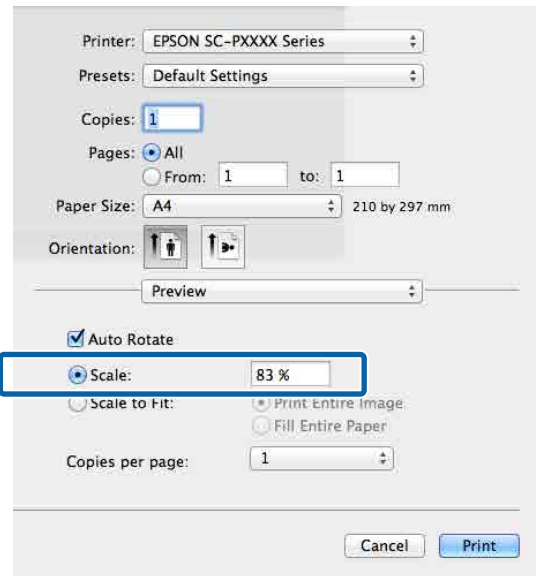 Printer: EPSON SC-PXXXX Series
Presets: Default Settings
Copies: 1
Pages: All
From: 1 to: 1
Paper Size: A4 210 by 297 mm
Orientation:
Preview
Auto Rotate
Scale: 83 %
Scale to Fit: Print Entire Image
Fill Entire Paper
Copies per page: 1
Cancel Print